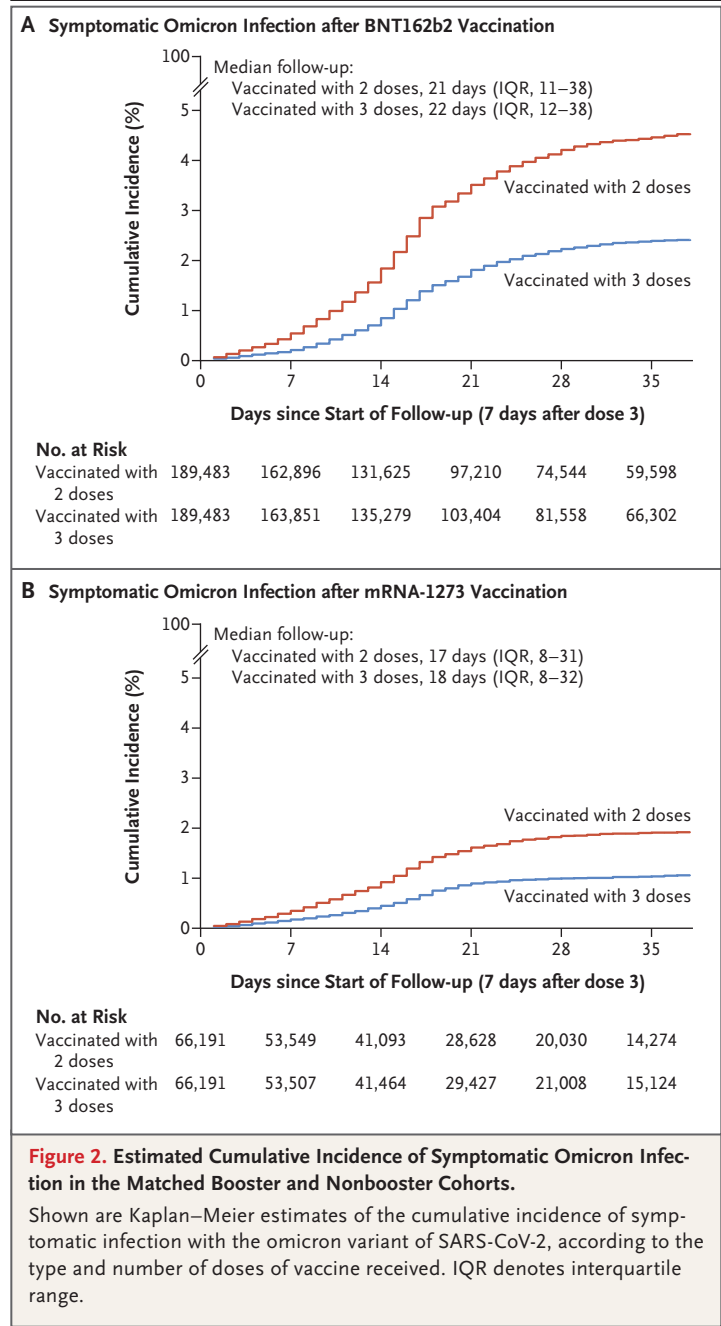 A Symptomatic Omicron Infection after BNT162b2 Vaccination
100
Median follow-up:
Vaccinated with 2 doses, 21 days (IQR, 11–38)
Vaccinated with 3 doses, 22 days (IQR, 12–38)
5
4
3
2
1
0
Cumulative Incidence (%)
Vaccinated with 2 doses
Vaccinated with 3 doses
0 7 14 21 28 35
Days since Start of Follow-up (7 days after dose 3)
No. at Risk
Vaccinated with 189,483 162,896 131,625 97,210 74,544 59,598
2 doses
Vaccinated with 189,483 163,851 135,279 103,404 81,558 66,302
3 doses
B Symptomatic Omicron Infection after mRNA-1273 Vaccination
100
Median follow-up:
Vaccinated with 2 doses, 17 days (IQR, 8–31)
Vaccinated with 3 doses, 18 days (IQR, 8–32)
5
4
3
2
1
0
Cumulative Incidence (%)
Vaccinated with 2 doses
Vaccinated with 3 doses
0 7 14 21 28 35
Days since Start of Follow-up (7 days after dose 3)
No. at Risk
Vaccinated with 66,191 53,549 41,093 28,628 20,030 14,274
2 doses
Vaccinated with 66,191 53,507 41,464 29,427 21,008 15,124
3 doses
Figure 2. Estimated Cumulative Incidence of Symptomatic Omicron Infec-
tion in the Matched Booster and Nonbooster Cohorts.
Shown are Kaplan–Meier estimates of the cumulative incidence of symp-
tomatic infection with the omicron variant of SARS-CoV-2, according to the
type and number of doses of vaccine received. IQR denotes interquartile
range.